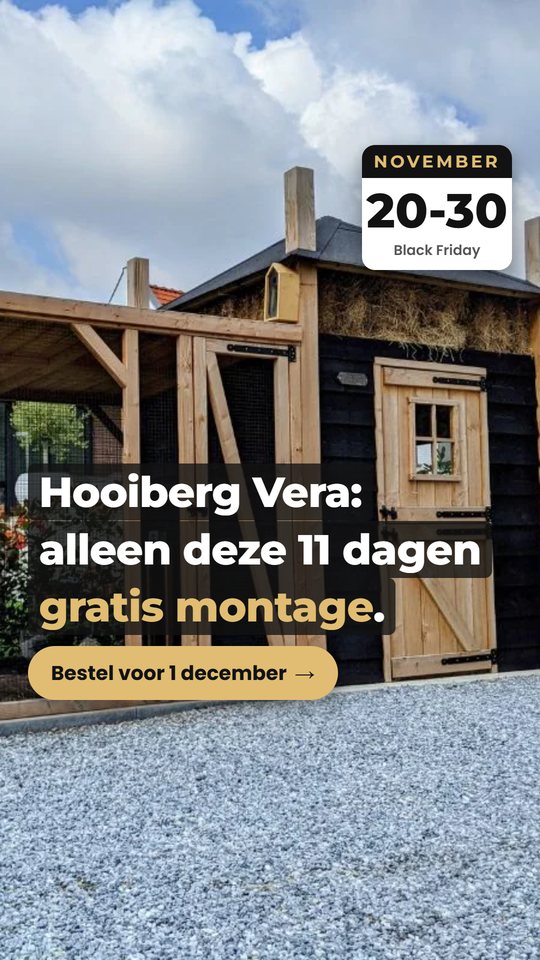 NOVEMBER
20-30
Black Friday
Hooiberg Vera:
alleen deze 11 dagen
gratis montage.
Bestel voor 1 december →